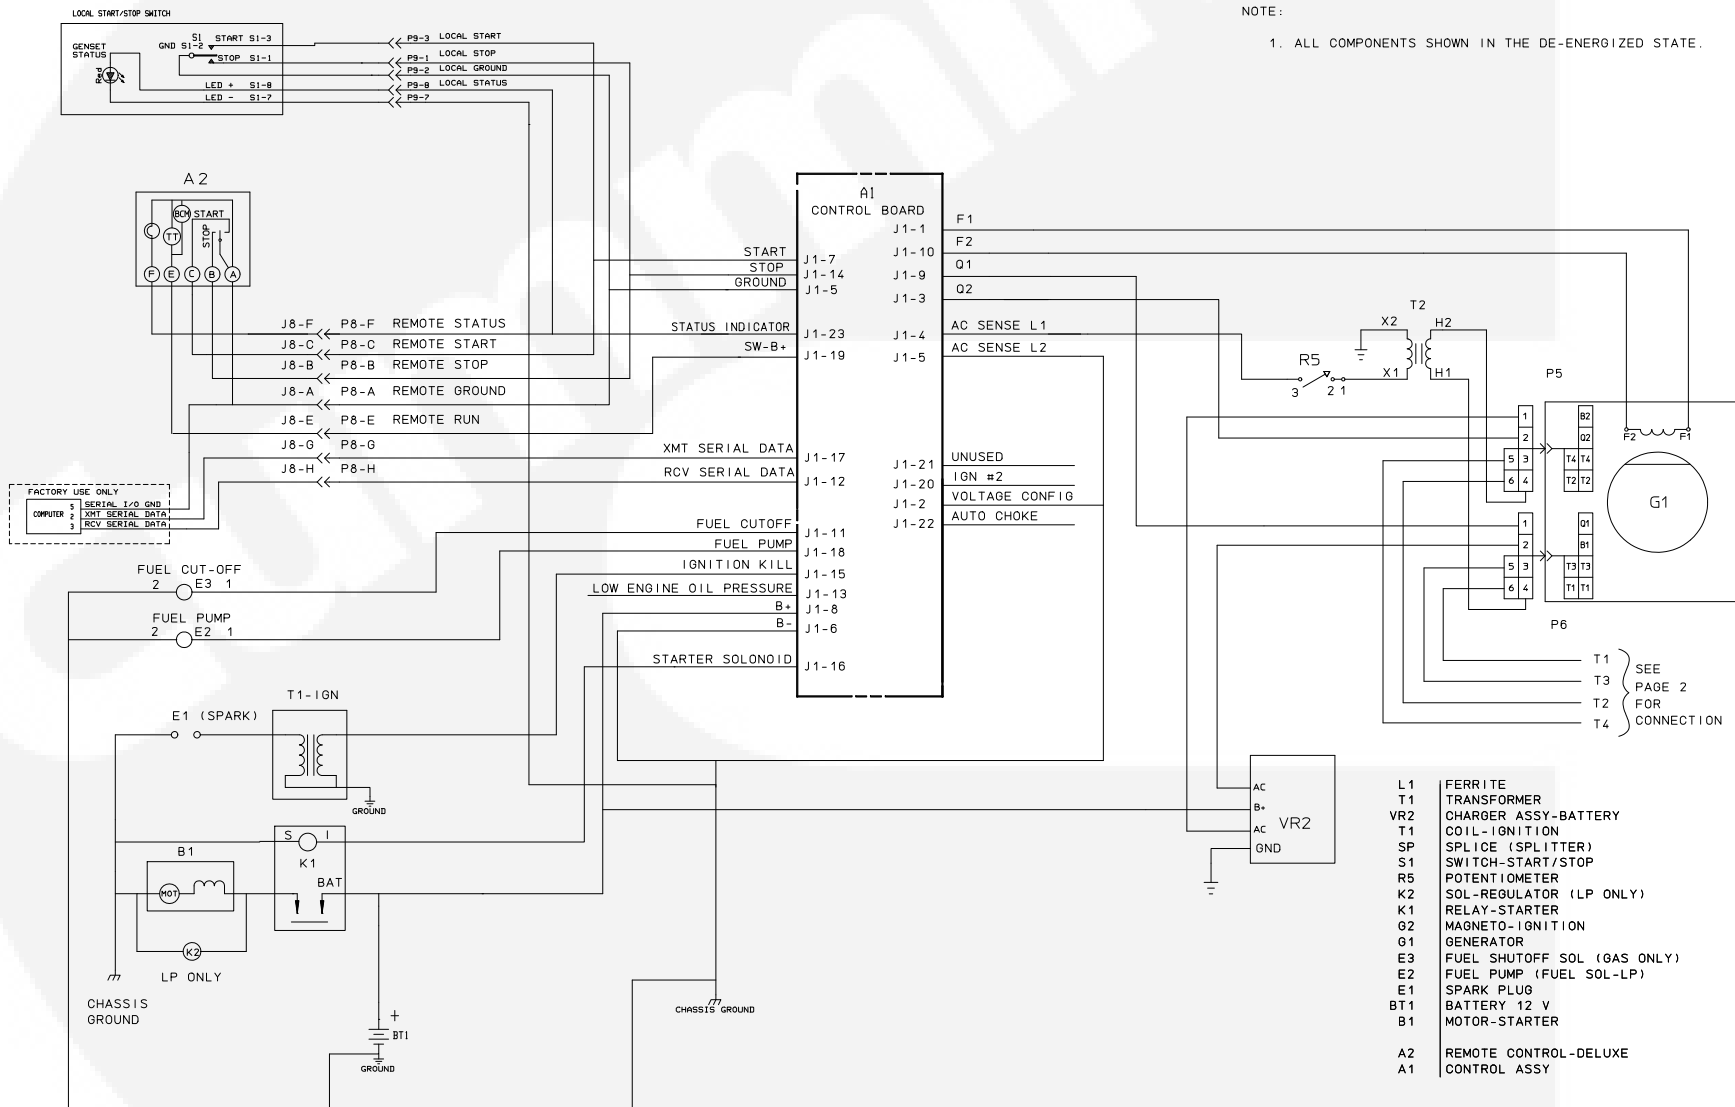 LOCAL START/STOP SWITCH
GENSET
STATUS
Red
S1
GND S1-2
START S1-3
STOP S1-1
LED + S1-8
LED - S1-7
P9-3 LOCAL START
P9-1 LOCAL STOP
P9-2 LOCAL GROUND
P9-8 LOCAL STATUS
P9-7
NOTE:
1. ALL COMPONENTS SHOWN IN THE DE-ENERGIZED STATE.
A2
BCM
START
STOP
TT
F E C B A
J8-F P8-F REMOTE STATUS
J8-C P8-C REMOTE START
J8-B P8-B REMOTE STOP
J8-A P8-A REMOTE GROUND
J8-E P8-E REMOTE RUN
J8-G P8-G
J8-H P8-H
FACTORY USE ONLY
COMPUTER
5 SERIAL I/O GND
2 XMT SERIAL DATA
3 RCV SERIAL DATA
A1
CONTROL BOARD
START J1-7
STOP J1-14
GROUND J1-5
STATUS INDICATOR J1-23
SW-B+ J1-19
XMT SERIAL DATA J1-17
RCV SERIAL DATA J1-12
FUEL CUTOFF J1-11
FUEL PUMP J1-18
IGNITION KILL J1-15
LOW ENGINE OIL PRESSURE J1-13
B+ J1-8
B- J1-6
STARTER SOLONOID J1-16
J1-1 F1
J1-10 F2
J1-9 Q1
J1-3 Q2
J1-4 AC SENSE L1
J1-5 AC SENSE L2
J1-21 UNUSED
J1-20 IGN #2
J1-2 VOLTAGE CONFIG
J1-22 AUTO CHOKE
T2
X2 H2
X1 H1
R5
3 2 1
P5
1 B2
2 Q2
5 3 T4 T4
6 4 T2 T2
1 Q1
2 B1
5 3 T3 T3
6 4 T1 T1
P6
F2 F1
G1
T1
T3
T2
T4
SEE
PAGE 2
FOR
CONNECTION
FUEL CUT-OFF
2 E3 1
FUEL PUMP
2 E2 1
T1-IGN
E1 (SPARK)
GROUND
S I
K1
BAT
B1
MOT
K2
LP ONLY
CHASSIS
GROUND
+
BT1
GROUND
CHASSIS GROUND
AC
B+
AC
GND
VR2
L1 FERRITE
T1 TRANSFORMER
VR2 CHARGER ASSY-BATTERY
T1 COIL-IGNITION
SP SPLICE (SPLITTER)
S1 SWITCH-START/STOP
R5 POTENTIOMETER
K2 SOL-REGULATOR (LP ONLY)
K1 RELAY-STARTER
G2 MAGNETO-IGNITION
G1 GENERATOR
E3 FUEL SHUTOFF SOL (GAS ONLY)
E2 FUEL PUMP (FUEL SOL-LP)
E1 SPARK PLUG
BT1 BATTERY 12 V
B1 MOTOR-STARTER
A2 REMOTE CONTROL-DELUXE
A1 CONTROL ASSY